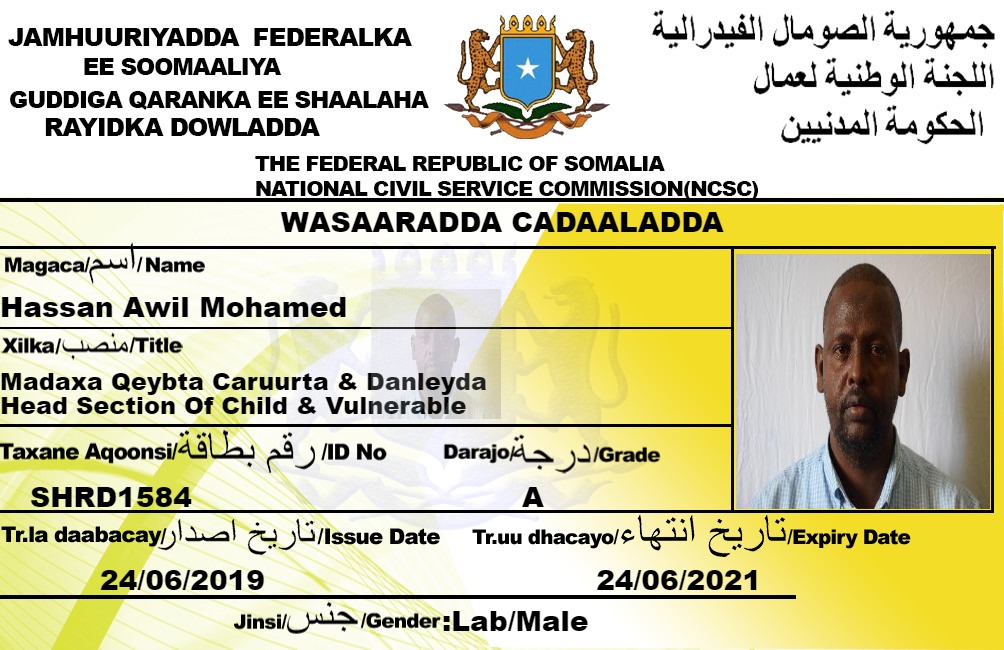 JAMHUURIYADDA FEDERALKA
EE SOOMAALIYA
GUDDIGA QARANKA EE SHAALAHA
RAYIDKA DOWLADDA
جمهورية الصومال الفيدرالية
اللجنة الوطنية لعمال
الحكومة المدنيين
THE FEDERAL REPUBLIC OF SOMALIA
NATIONAL CIVIL SERVICE COMMISSION(NCSC)
WASAARADDA CADAALADDA
Magaca/اسم/Name
Hassan Awil Mohamed
Xilka/منصب/Title
Madaxa Qeybta Caruurta & Danleyda
Head Section Of Child & Vulnerable
Taxane Aqoonsi/رقم بطاقة/ID No
SHRD1584
Darajo/درجة/Grade
A
Tr.la daabacay/تاريخ اصدار/Issue Date
24/06/2019
Tr.uu dhacayo/تاريخ انتهاء/Expiry Date
24/06/2021
Jinsi/جنس/Gender:Lab/Male